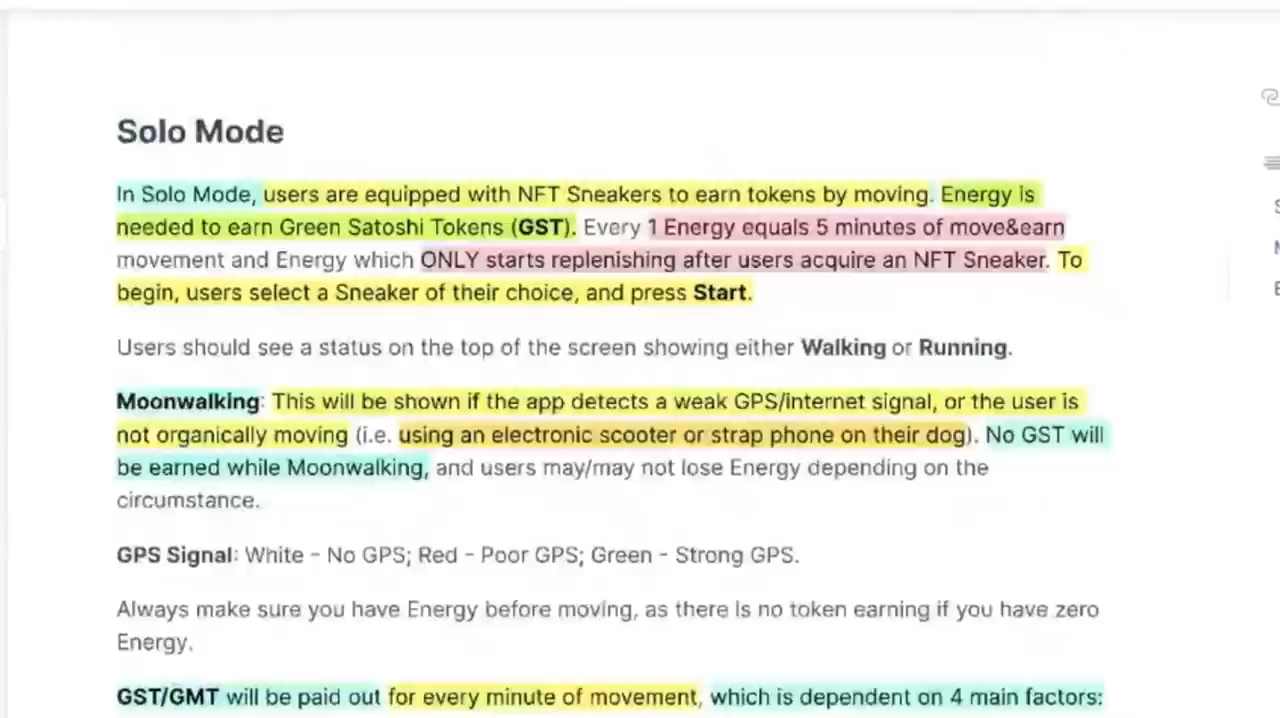 Solo Mode
In Solo Mode, users are equipped with NFT Sneakers to earn tokens by moving. Energy is
needed to earn Green Satoshi Tokens (GST). Every 1 Energy equals 5 minutes of move&earn
movement and Energy which ONLY starts replenishing after users acquire an NFT Sneaker. To
begin, users select a Sneaker of their choice, and press Start.
Users should see a status on the top of the screen showing either Walking or Running.
Moonwalking: This will be shown if the app detects a weak GPS/internet signal, or the user is
not organically moving (i.e. using an electronic scooter or strap phone on their dog). No GST will
be earned while Moonwalking, and users may/may not lose Energy depending on the
circumstance.
GPS Signal: White - No GPS; Red - Poor GPS; Green - Strong GPS.
Always make sure you have Energy before moving, as there is no token earning if you have zero
Energy.
GST/GMT will be paid out for every minute of movement, which is dependent on 4 main factors: